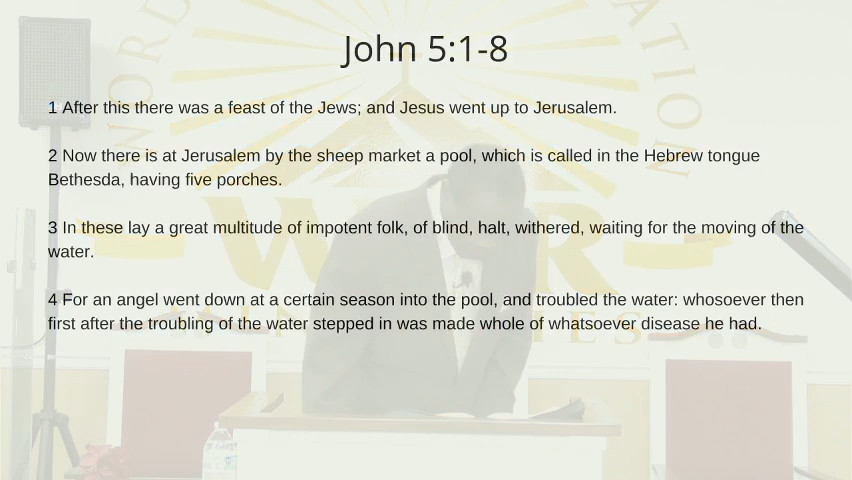 John 5:1-8
1 After this there was a feast of the Jews; and Jesus went up to Jerusalem.
2 Now there is at Jerusalem by the sheep market a pool, which is called in the Hebrew tongue
Bethesda, having five porches.
3 In these lay a great multitude of impotent folk, of blind, halt, withered, waiting for the moving of the
water.
4 For an angel went down at a certain season into the pool, and troubled the water: whosoever then
first after the troubling of the water stepped in was made whole of whatsoever disease he had.